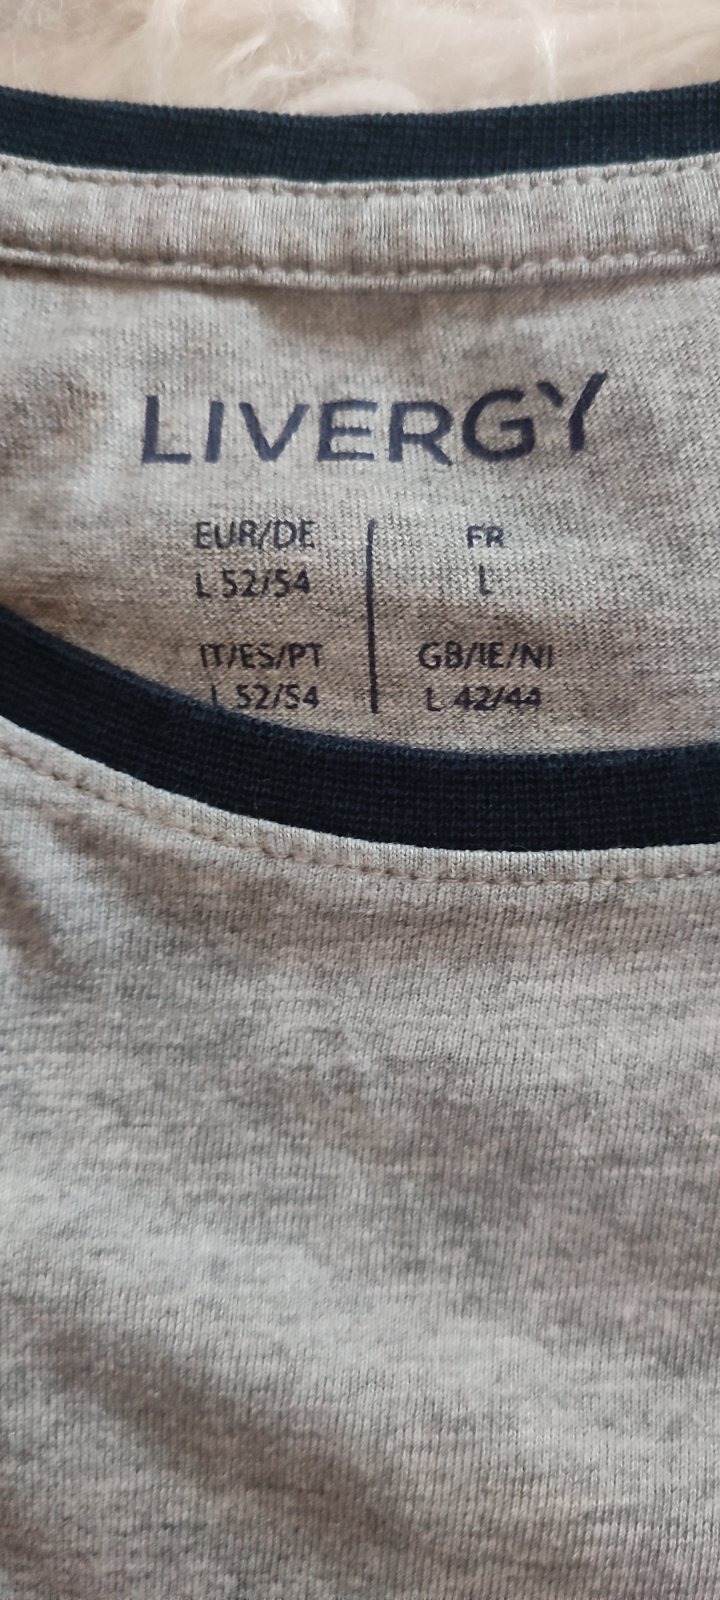 LIVERGY
EUR/DE
L 52/54
FR
L
IT/ES/PT
L 52/54
GB/IE/NI
L 42/44